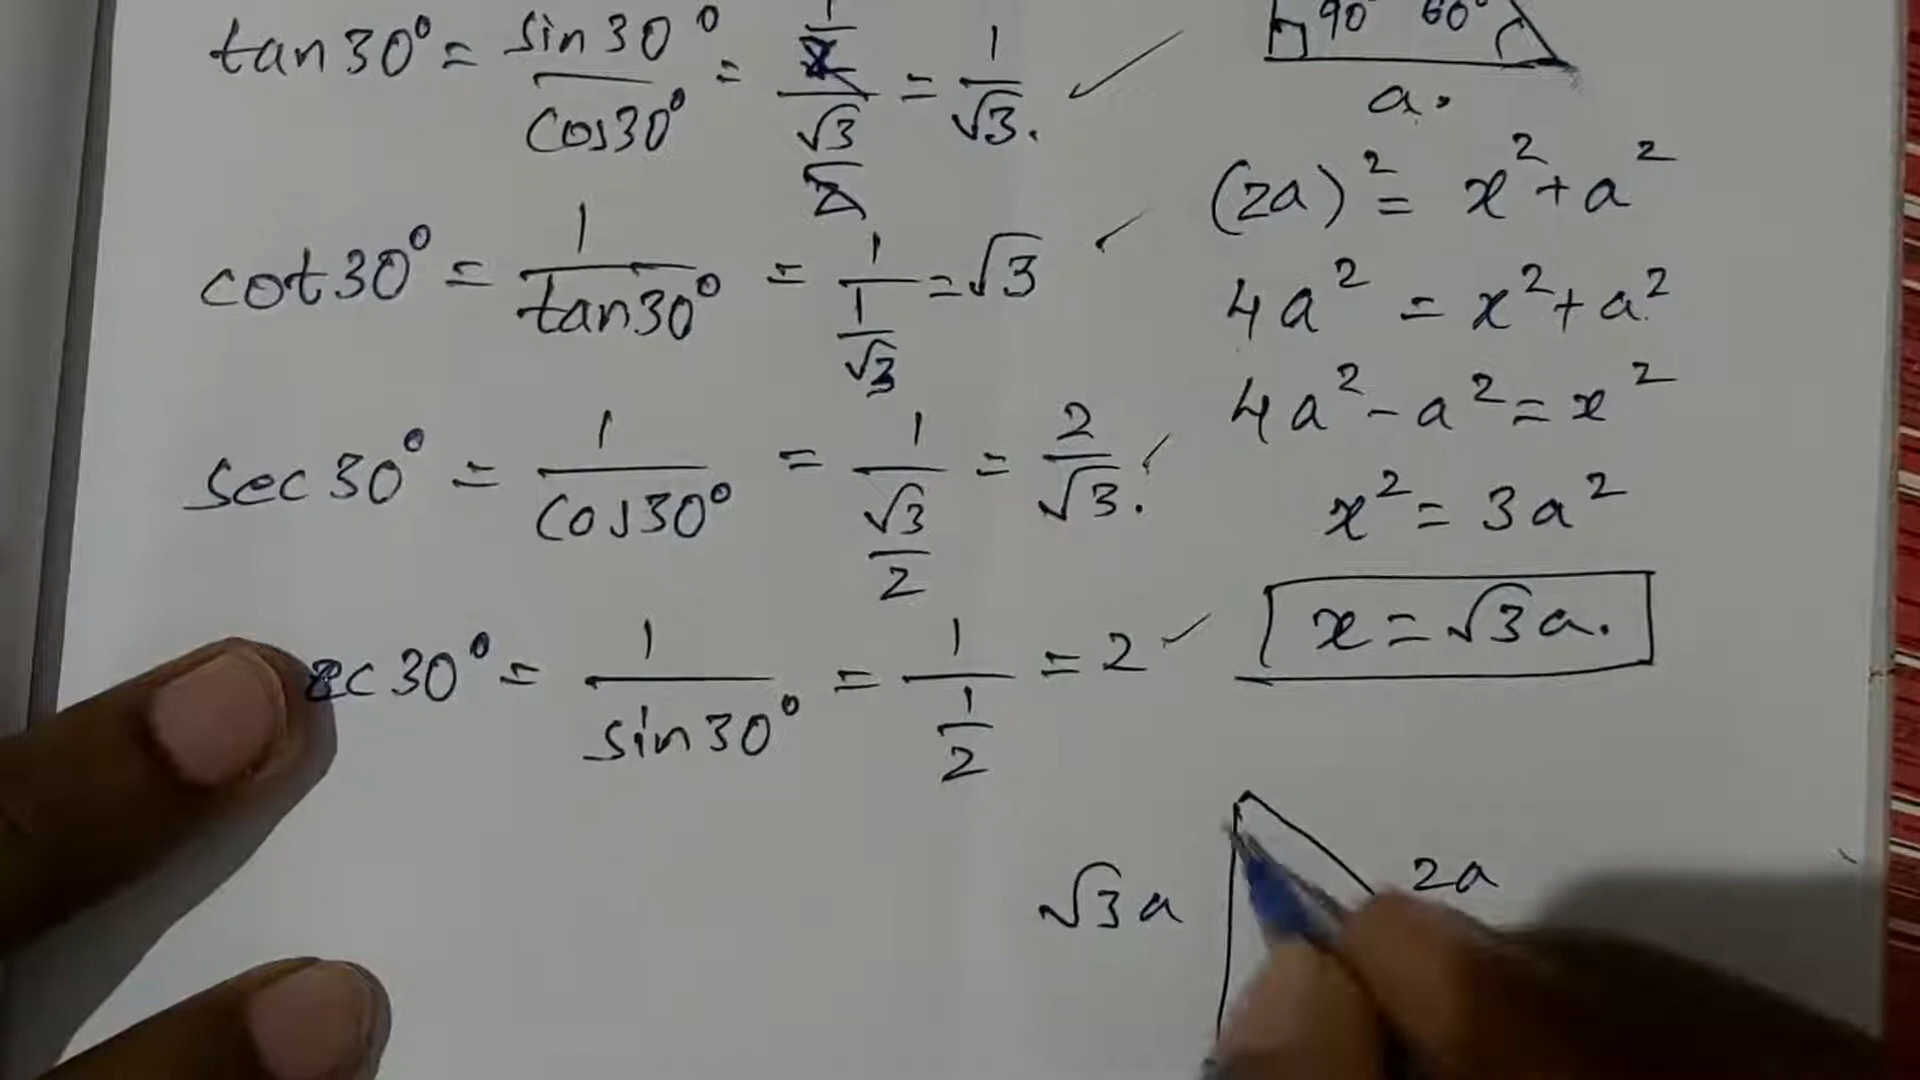 tan30° = sin30°/cos30° = (1/2)/(√3/2) = 1/√3.
cot30° = 1/tan30° = 1/(1/√3) = √3
sec30° = 1/cos30° = 1/(√3/2) = 2/√3.
ec30° = 1/sin30° = 1/(1/2) = 2
90° 60°
a.
(2a)² = x² + a²
4a² = x² + a²
4a² - a² = x²
x² = 3a²
x = √3a.
√3a 2a